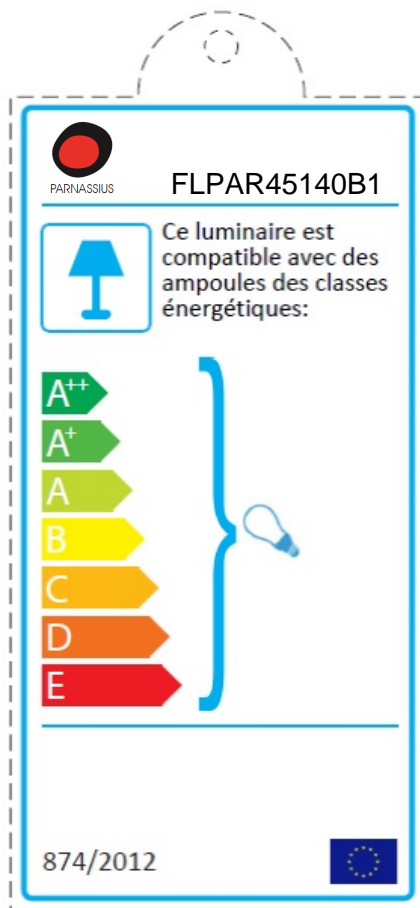 PARNASSIUS
FLPAR45140B1
Ce luminaire est
compatible avec des
ampoules des classes
énergétiques:
A++
A+
A
B
C
D
E
874/2012